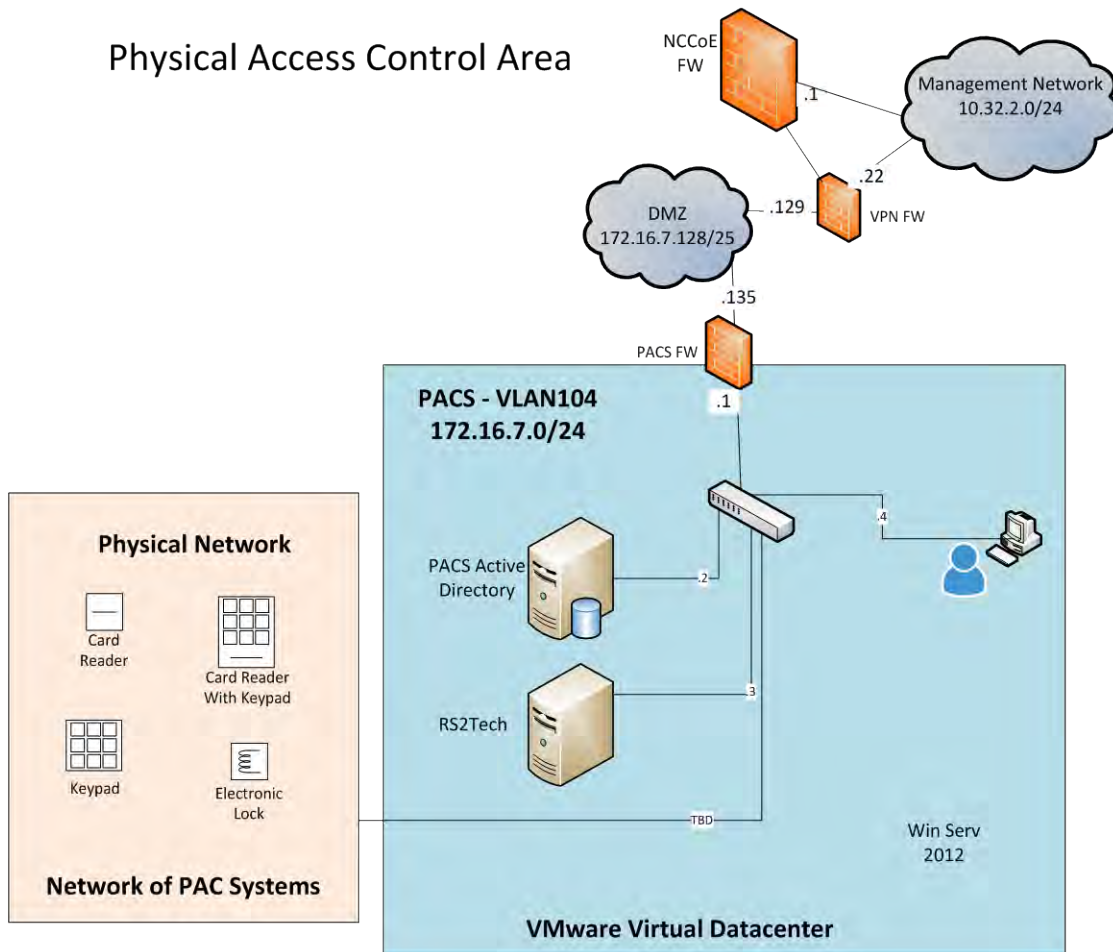 Physical Access Control Area
NCCoE
FW
.1
Management Network
10.32.2.0/24
.22
VPN FW
.129
DMZ
172.16.7.128/25
.135
PACS FW
.1
PACS - VLAN104
172.16.7.0/24
.4
PACS Active
Directory
.2
RS2Tech
.3
TBD
Win Serv
2012
VMware Virtual Datacenter
Physical Network
Card
Reader
Card Reader
With Keypad
Keypad
Electronic
Lock
Network of PAC Systems